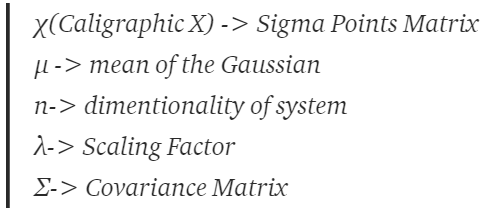 χ(Caligraphic X) -> Sigma Points Matrix
μ -> mean of the Gaussian
n-> dimentionality of system
λ-> Scaling Factor
Σ-> Covariance Matrix